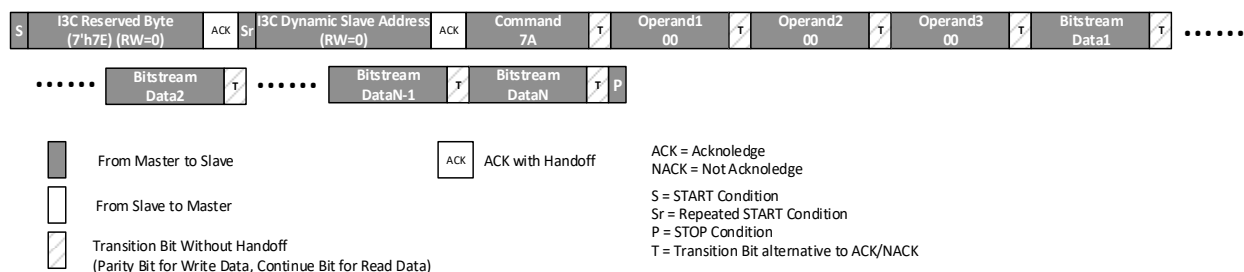 S I3C Reserved Byte (7'h7E) (RW=0) ACK Sr I3C Dynamic Slave Address (RW=0) ACK Command 7A T Operand1 00 T Operand2 00 T Operand3 00 T Bitstream Data1 T ......
...... Bitstream Data2 T ...... Bitstream DataN-1 T Bitstream DataN T P
From Master to Slave
From Slave to Master
Transition Bit Without Handoff
(Parity Bit for Write Data, Continue Bit for Read Data)
ACK ACK with Handoff
ACK = Acknoledge
NACK = Not Acknoledge
S = START Condition
Sr = Repeated START Condition
P = STOP Condition
T = Transition Bit alternative to ACK/NACK